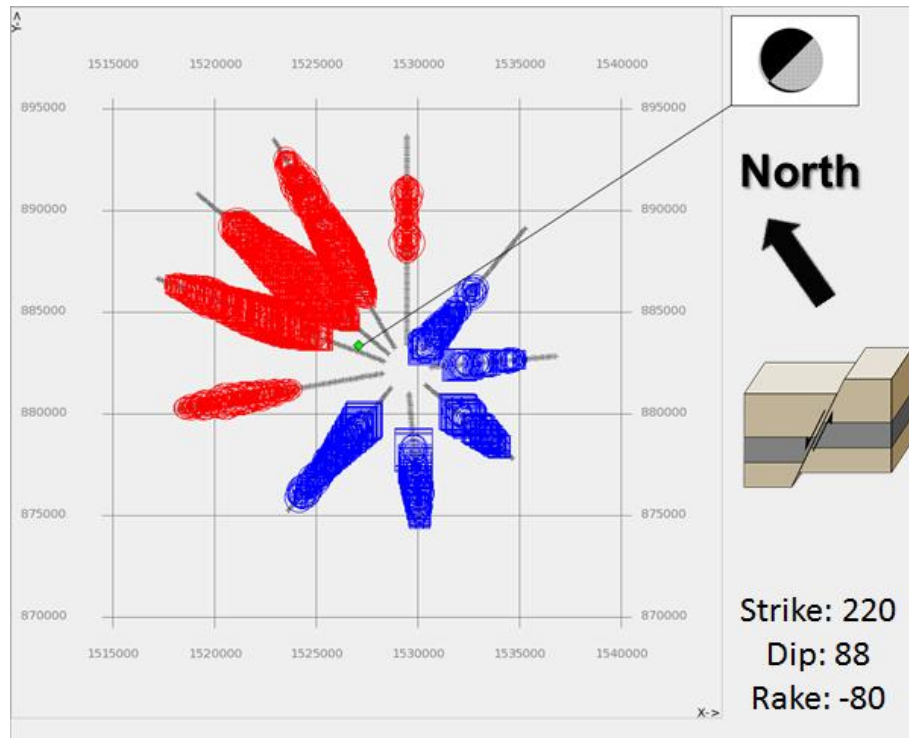 Y->
1515000 1520000 1525000 1530000 1535000 1540000
895000 895000
890000 890000
North
885000 885000
880000 880000
875000 875000
870000 870000
Strike: 220
1515000 1520000 1525000 1530000 1535000 1540000
Dip: 88
Rake: -80
X->